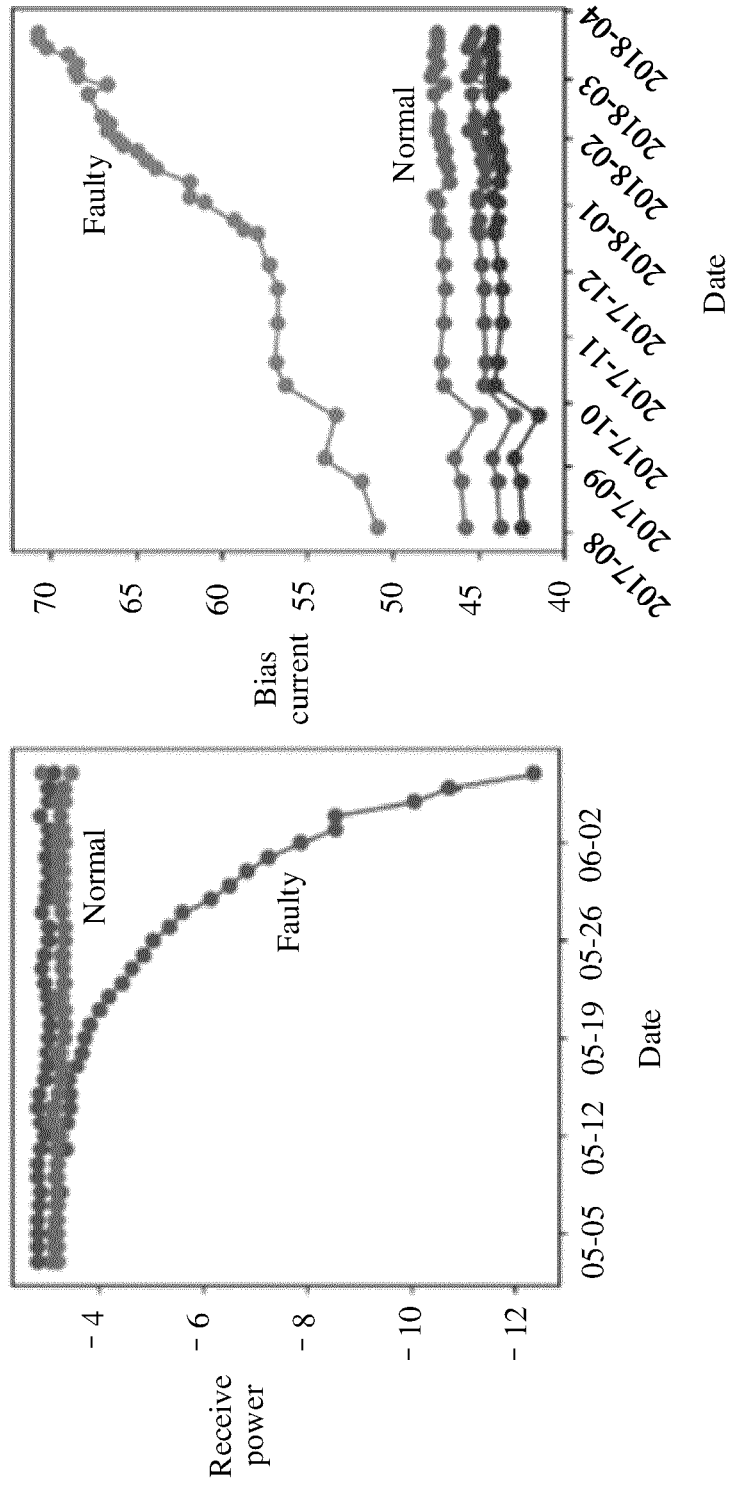 Receive
power
- 4
- 6
- 8
- 10
- 12
Normal
Faulty
05-05
05-12
05-19
05-26
06-02
Date
Bias
current
70
65
60
55
50
45
40
Faulty
Normal
2017-08
2017-09
2017-10
2017-11
2017-12
2018-01
2018-02
2018-03
2018-04
Date